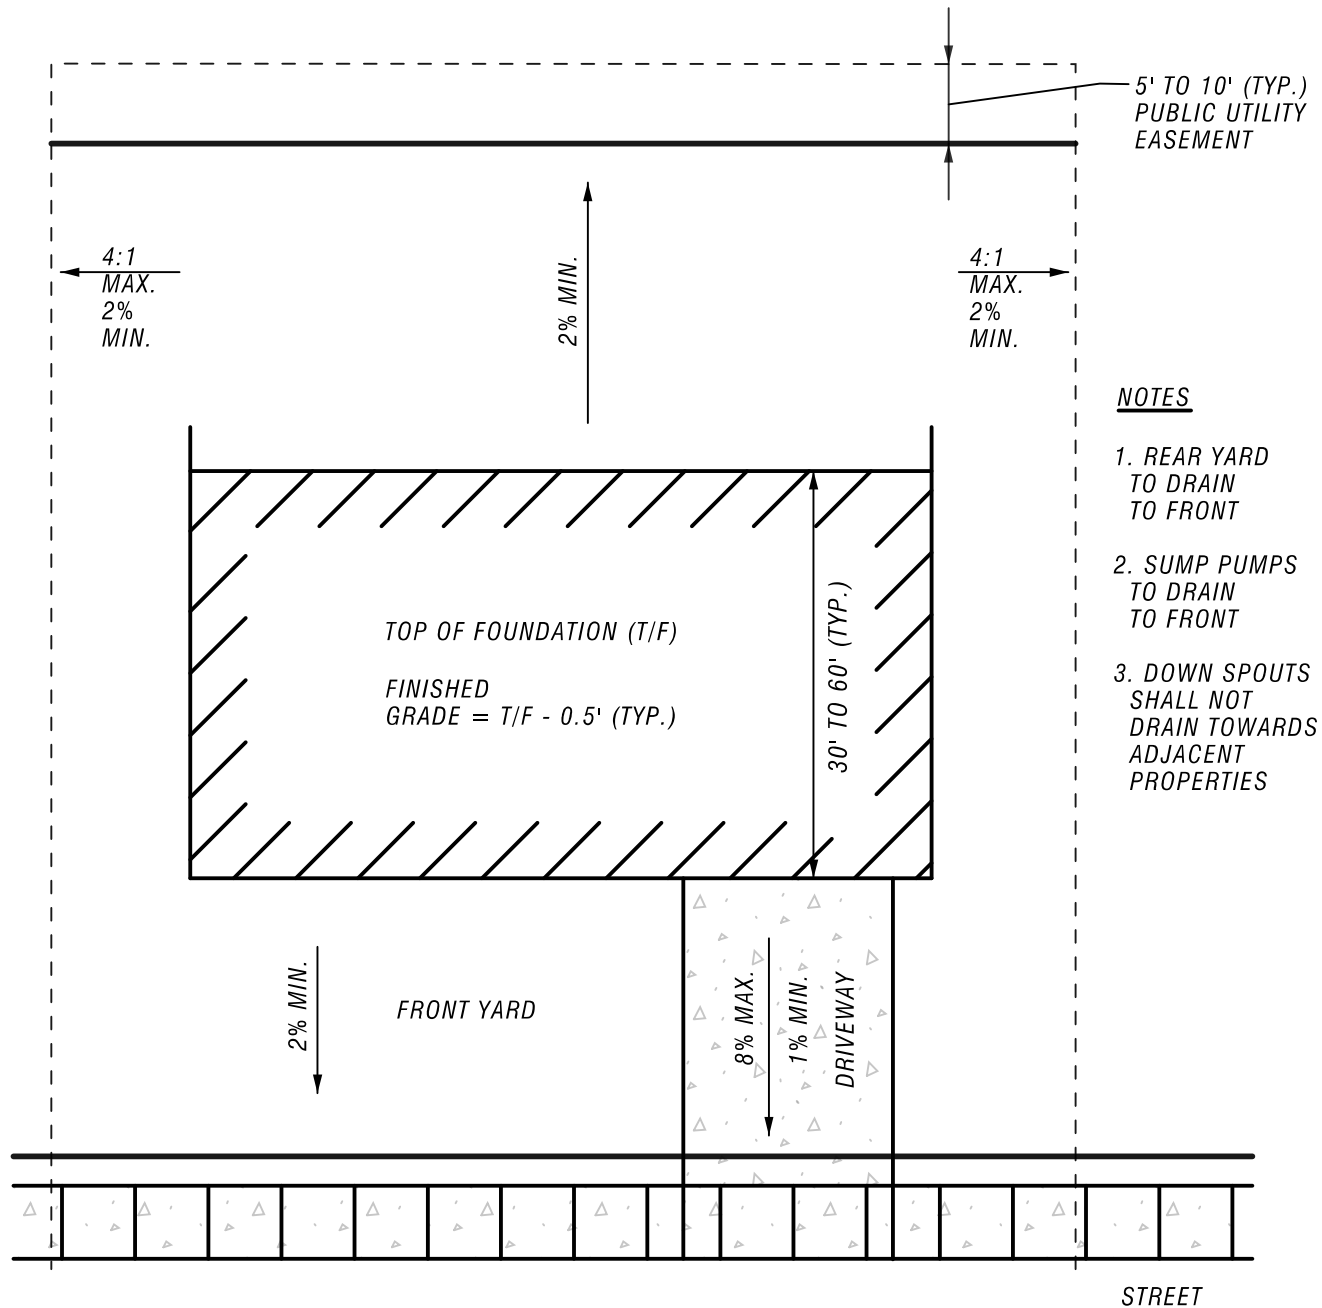 5' TO 10' (TYP.)
PUBLIC UTILITY
EASEMENT
4:1
MAX.
2%
MIN.
2% MIN.
4:1
MAX.
2%
MIN.
NOTES
1. REAR YARD
TO DRAIN
TO FRONT
2. SUMP PUMPS
TO DRAIN
TO FRONT
3. DOWN SPOUTS
SHALL NOT
DRAIN TOWARDS
ADJACENT
PROPERTIES
TOP OF FOUNDATION (T/F)
FINISHED
GRADE = T/F - 0.5' (TYP.)
30' TO 60' (TYP.)
2% MIN.
FRONT YARD
8% MAX.
1% MIN.
DRIVEWAY
STREET